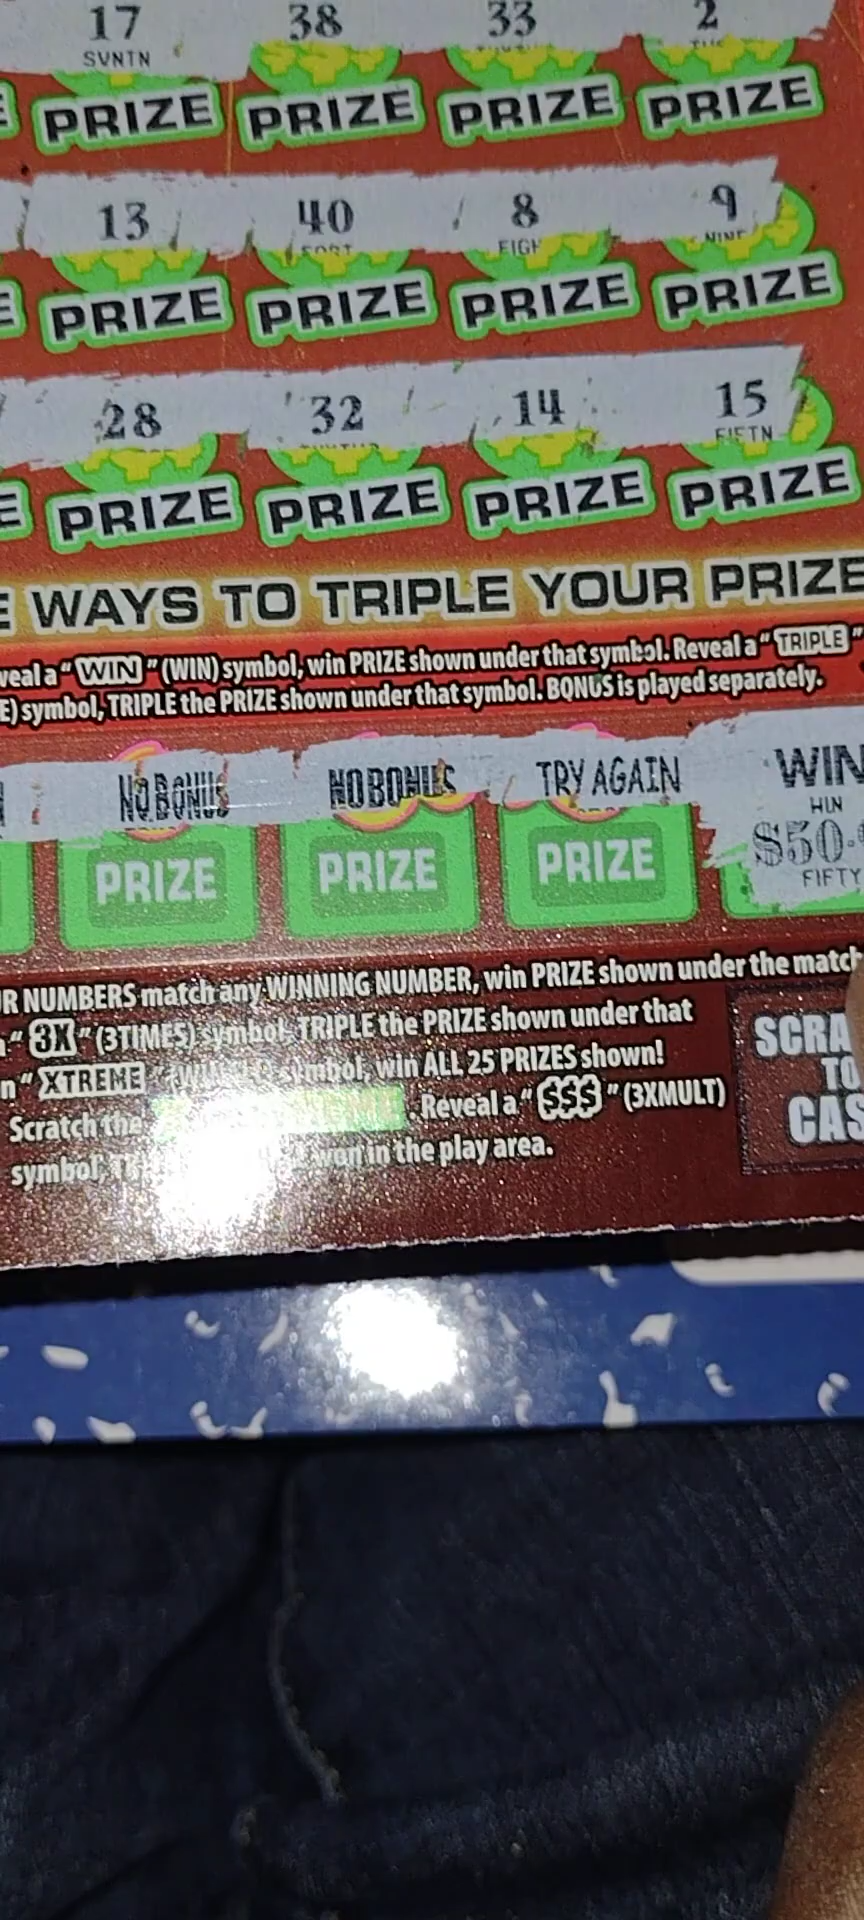 17 38 33 2
SVNTN
PRIZE PRIZE PRIZE PRIZE
13 40 8 9
NINE
PRIZE PRIZE PRIZE PRIZE
28 32 14 15
FIFTN
PRIZE PRIZE PRIZE PRIZE
E WAYS TO TRIPLE YOUR PRIZE
veal a "WIN" (WIN) symbol, win PRIZE shown under that symbol. Reveal a "TRIPLE"
E) symbol, TRIPLE the PRIZE shown under that symbol. BONUS is played separately.
NO BONUS NO BONUS TRY AGAIN WIN
WIN
$50
FIFTY
PRIZE PRIZE PRIZE
R NUMBERS match any WINNING NUMBER, win PRIZE shown under the match
"3X" (3TIMES) symbol, TRIPLE the PRIZE shown under that
n "XTREME symbol, win ALL 25 PRIZES shown!
Scratch the . Reveal a "$$$" (3XMULT)
symbol, won in the play area.
SCRA
TO
CAS